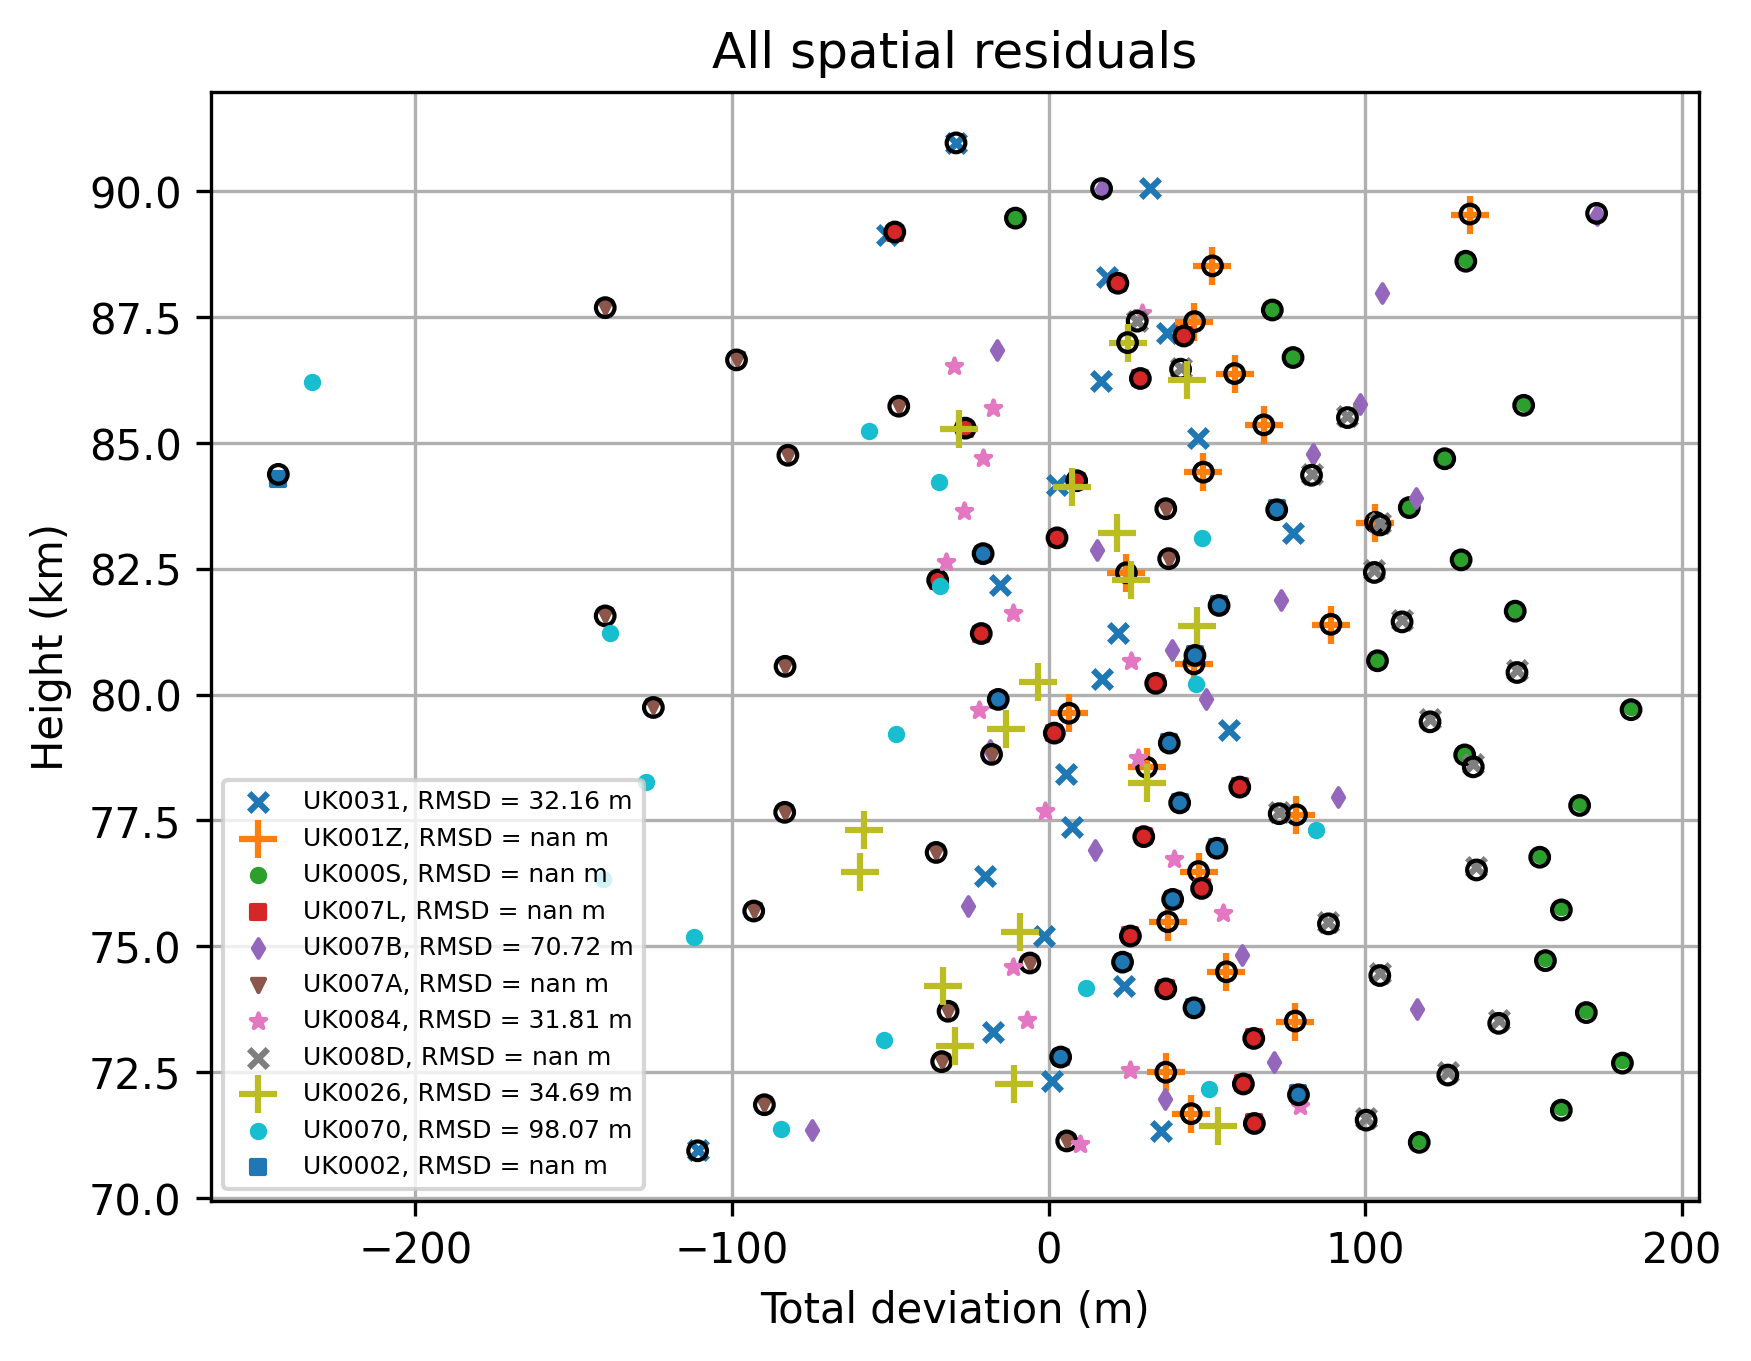 All spatial residuals
Height (km)
90.0
87.5
85.0
82.5
80.0
77.5
75.0
72.5
70.0
UK0031, RMSD = 32.16 m
UK001Z, RMSD = nan m
UK000S, RMSD = nan m
UK007L, RMSD = nan m
UK007B, RMSD = 70.72 m
UK007A, RMSD = nan m
UK0084, RMSD = 31.81 m
UK008D, RMSD = nan m
UK0026, RMSD = 34.69 m
UK0070, RMSD = 98.07 m
UK0002, RMSD = nan m
−200 −100 0 100 200
Total deviation (m)